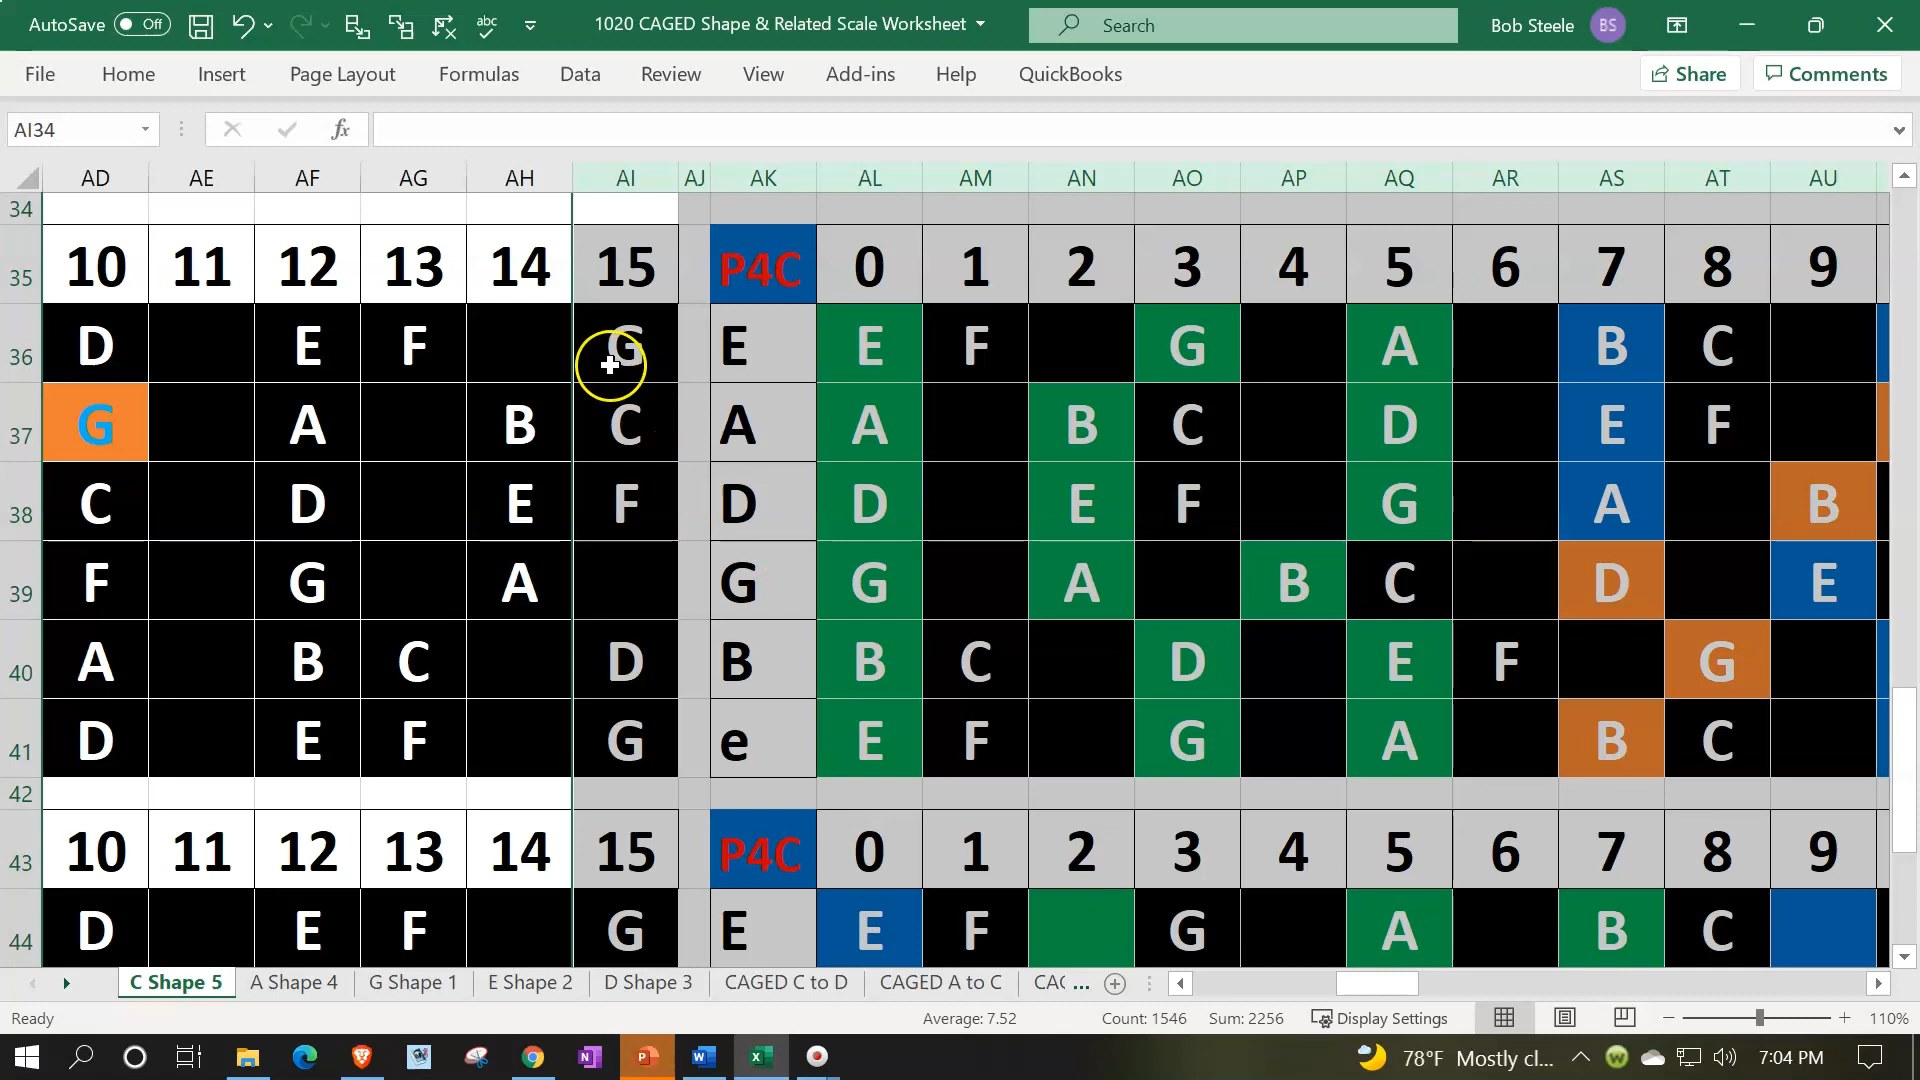 AutoSave Off abc 1020 CAGED Shape & Related Scale Worksheet Search Bob Steele BS
File Home Insert Page Layout Formulas Data Review View Add-ins Help QuickBooks Share Comments
AI34 fx
AD AE AF AG AH AI AJ AK AL AM AN AO AP AQ AR AS AT AU
34
35 10 11 12 13 14 15 P4C 0 1 2 3 4 5 6 7 8 9
36 D E F G E E F G A B C
37 G A B C A A B C D E F
38 C D E F D D E F G A B
39 F G A G G A B C D E
40 A B C D B B C D E F G
41 D E F G e E F G A B C
42
43 10 11 12 13 14 15 P4C 0 1 2 3 4 5 6 7 8 9
44 D E F G E E F G A B C
C Shape 5 A Shape 4 G Shape 1 E Shape 2 D Shape 3 CAGED C to D CAGED A to C CAC ...
Ready Average: 7.52 Count: 1546 Sum: 2256 Display Settings 110%
78°F Mostly cl... 7:04 PM